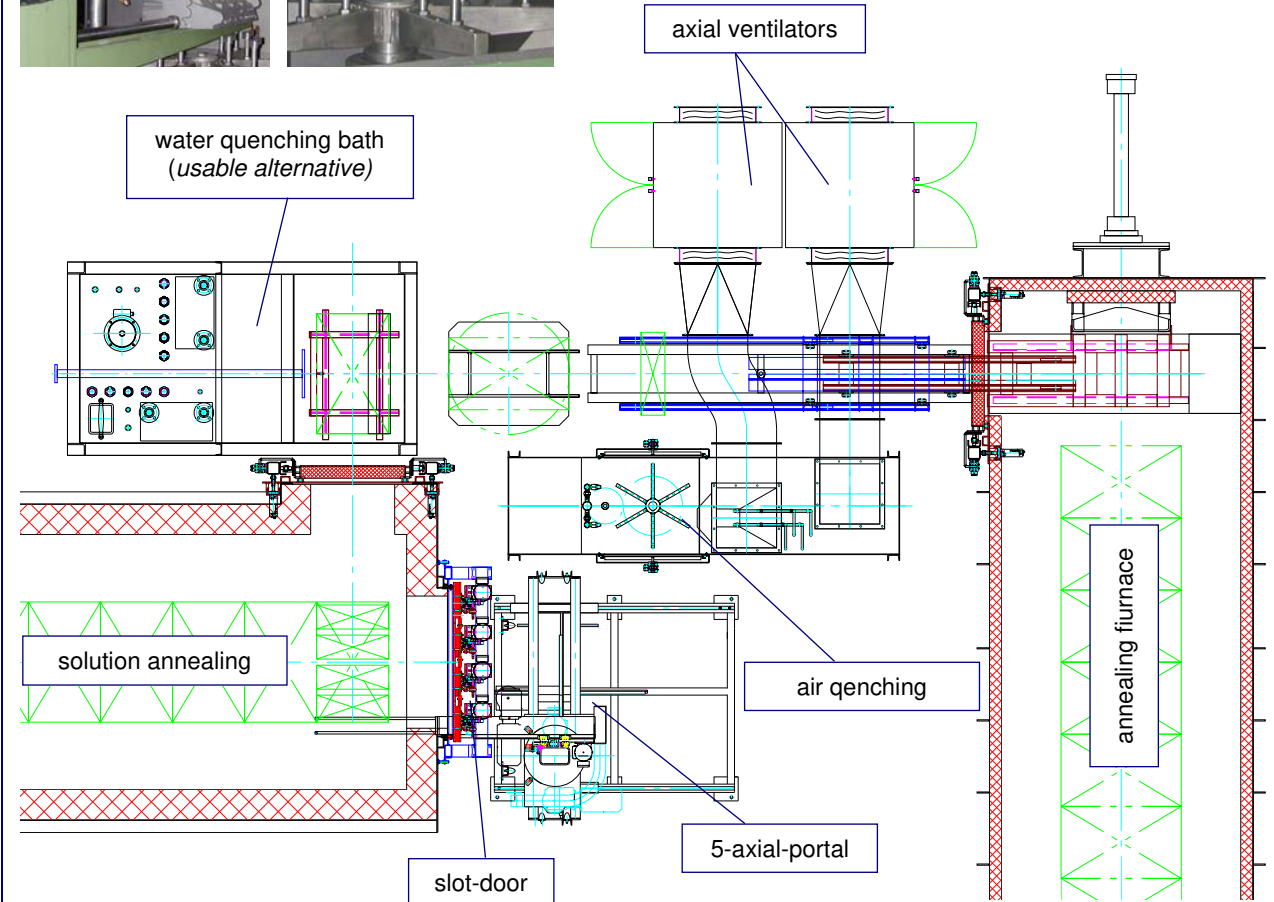 axial ventilators
water quenching bath
(usable alternative)
solution annealing
air qenching
annealing fiurnace
5-axial-portal
slot-door